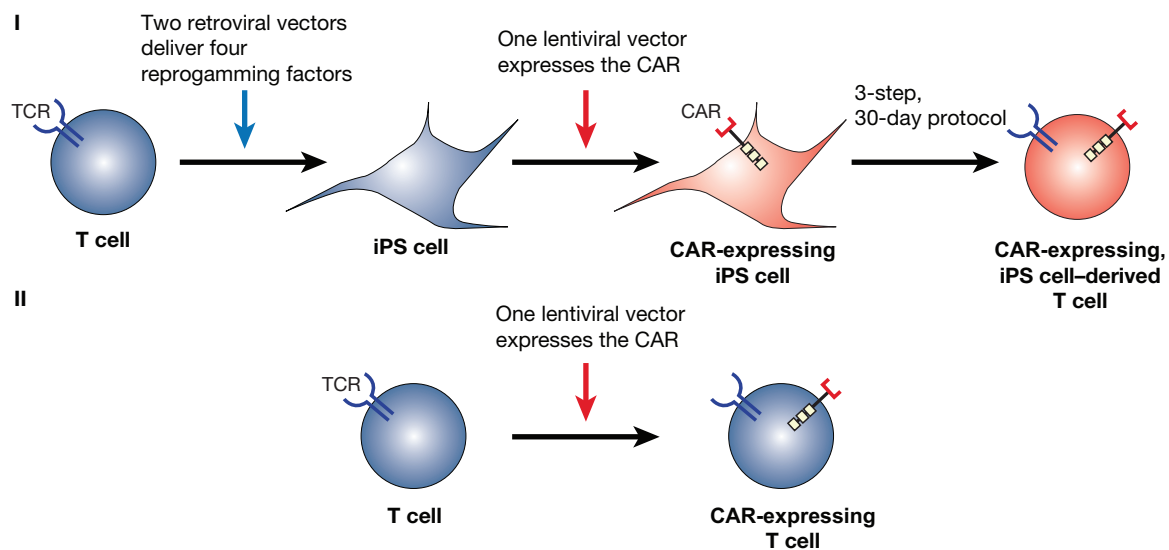 I
Two retroviral vectors
deliver four
reprogamming factors
One lentiviral vector
expresses the CAR
TCR
CAR
3-step,
30-day protocol
T cell
iPS cell
CAR-expressing
iPS cell
CAR-expressing,
iPS cell–derived
T cell
II
One lentiviral vector
expresses the CAR
TCR
T cell
CAR-expressing
T cell